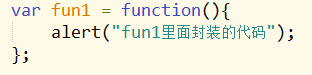 var fun1 = function(){
    alert("fun1里面封装的代码");
};